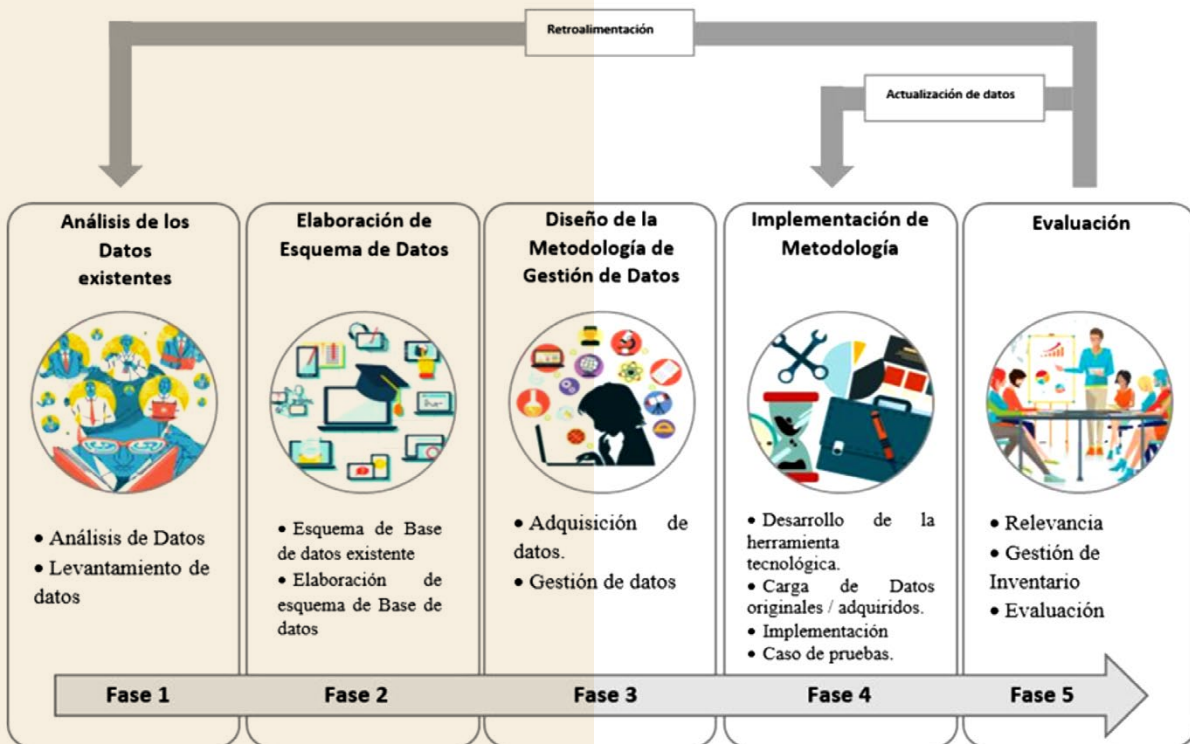 Retroalimentación
Actualización de datos
Análisis de los
Datos
existentes
• Análisis de Datos
• Levantamiento de
datos
Fase 1
Elaboración de
Esquema de Datos
• Esquema de Base
de datos existente
• Elaboración de
esquema de Base de
datos
Fase 2
Diseño de la
Metodología de
Gestión de Datos
• Adquisición de
datos.
• Gestión de datos
Fase 3
Implementación de
Metodología
• Desarrollo de la
herramienta
tecnológica.
• Carga de Datos
originales / adquiridos.
• Implementación
• Caso de pruebas.
Fase 4
Evaluación
• Relevancia
• Gestión de
Inventario
• Evaluación
Fase 5